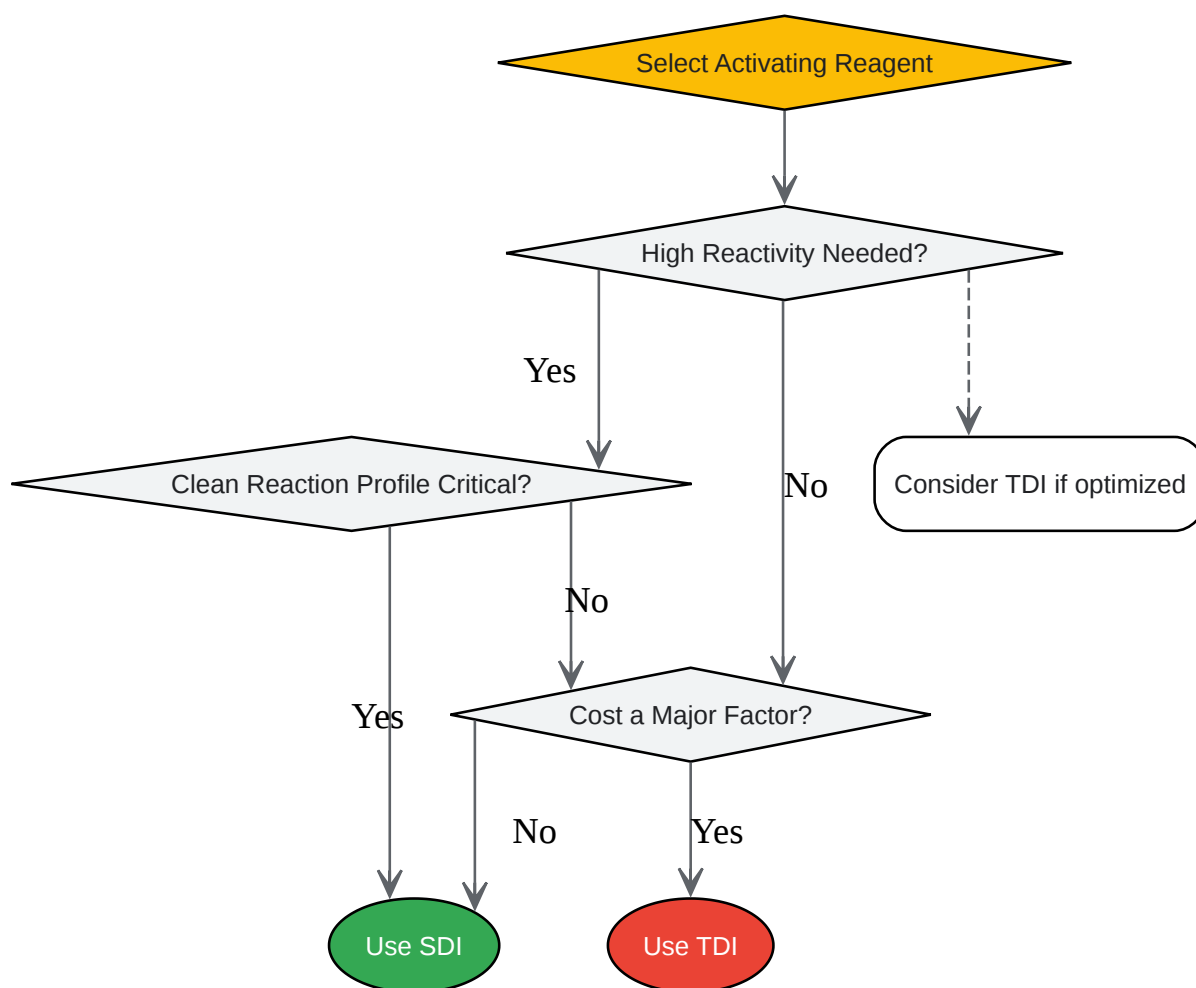 Select Activating Reagent
High Reactivity Needed?
Yes
Clean Reaction Profile Critical?
No
Consider TDI if optimized
No
Yes
Cost a Major Factor?
No
Yes
Use SDI
Use TDI